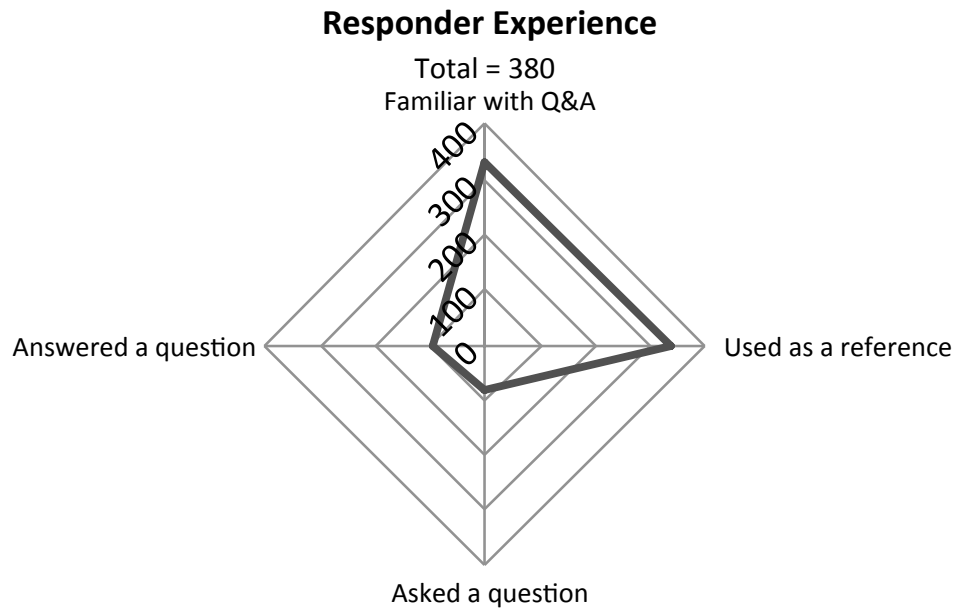 Responder Experience
Total = 380
Familiar with Q&A
400
300
200
100
0
Answered a question
Used as a reference
Asked a question